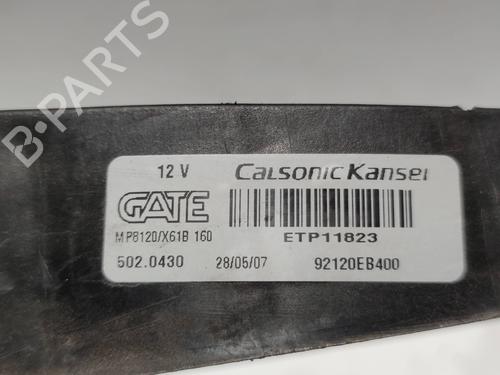 B-PARTS
12 V
CALSONIC KANSEI
GATE
MP8120/X61B 160
ETP11823
502.0430
28/05/07
92120EB400